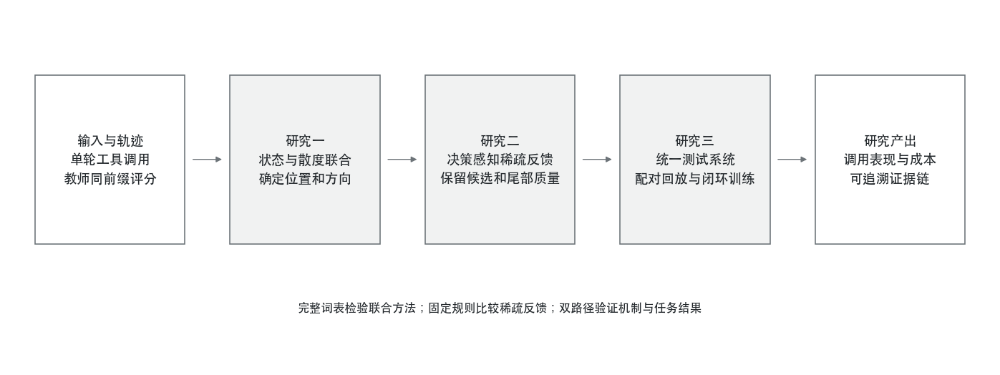 输入与轨迹
单轮工具调用
教师同前缀评分
研究一
状态与散度联合
确定位置和方向
研究二
决策感知稀疏反馈
保留候选和尾部质量
研究三
统一测试系统
配对回放与闭环训练
研究产出
调用表现与成本
可追溯证据链
完整词表检验联合方法；固定规则比较稀疏反馈；双路径验证机制与任务结果